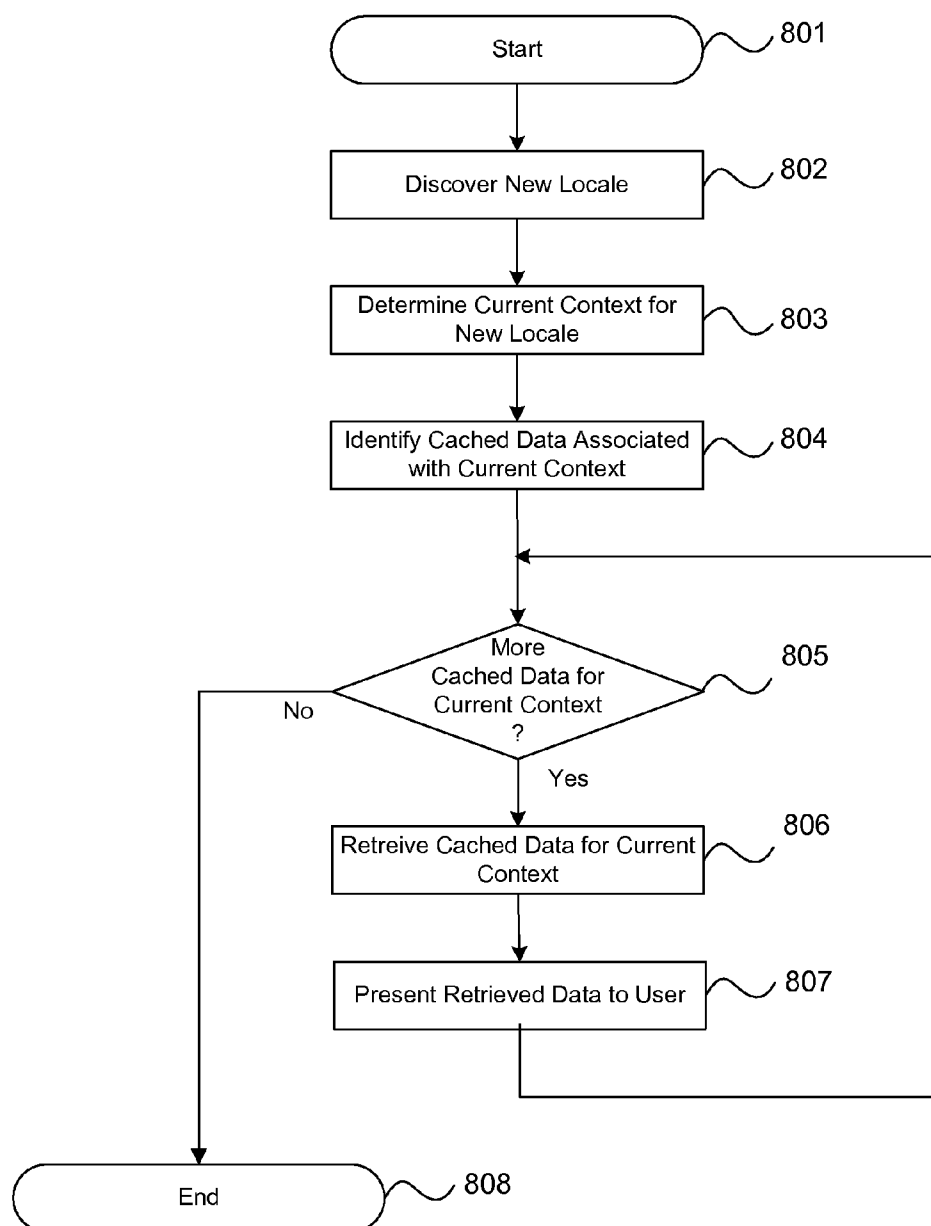 Start
801
Discover New Locale
802
Determine Current Context for
New Locale
803
Identify Cached Data Associated
with Current Context
804
More
Cached Data for
Current Context
?
805
No
Yes
Retreive Cached Data for Current
Context
806
Present Retrieved Data to User
807
End
808